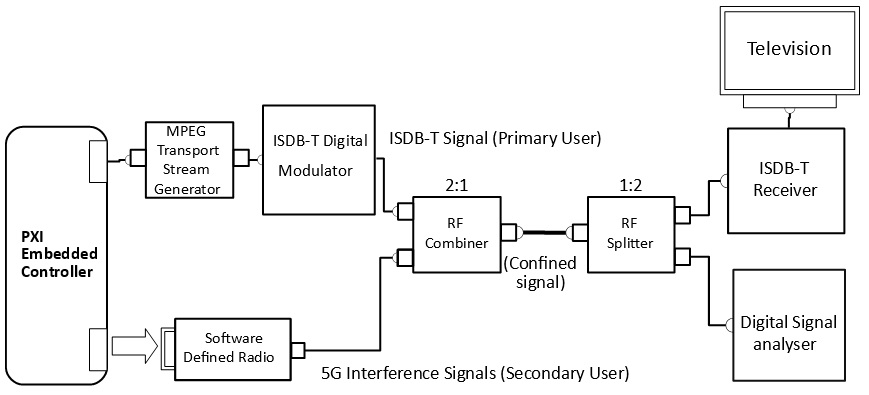 Television
MPEG
Transport
Stream
Generator
ISDB-T Digital
Modulator
ISDB-T Signal (Primary User)
ISDB-T
Receiver
2:1
1:2
RF
Combiner
RF
Splitter
PXI
Embedded
Controller
(Confined
signal)
Software
Defined Radio
Digital Signal
analyser
5G Interference Signals (Secondary User)